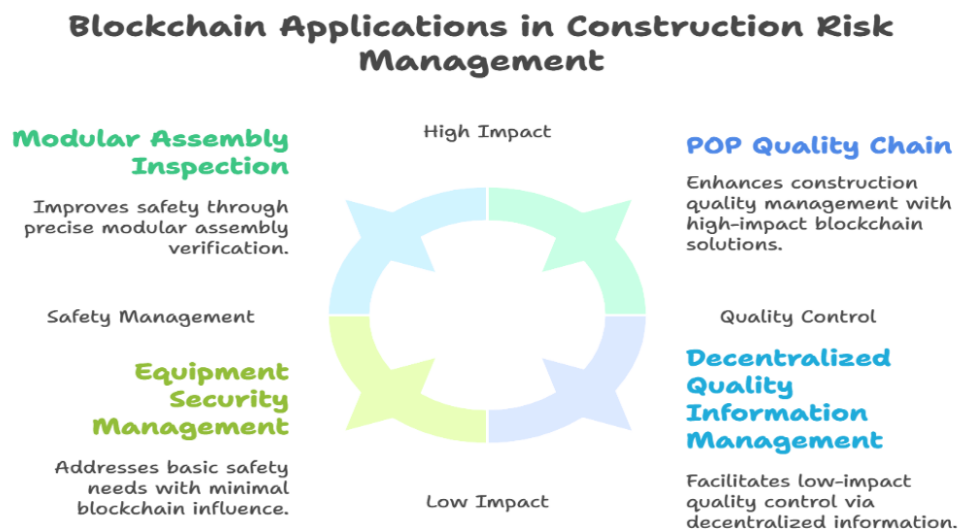 Blockchain Applications in Construction Risk
Management
High Impact
Modular Assembly
Inspection
Improves safety through
precise modular assembly
verification.
POP Quality Chain
Enhances construction
quality management with
high-impact blockchain
solutions.
Safety Management
Quality Control
Equipment
Security
Management
Addresses basic safety
needs with minimal
blockchain influence.
Decentralized
Quality
Information
Management
Facilitates low-impact
quality control via
decentralized information.
Low Impact